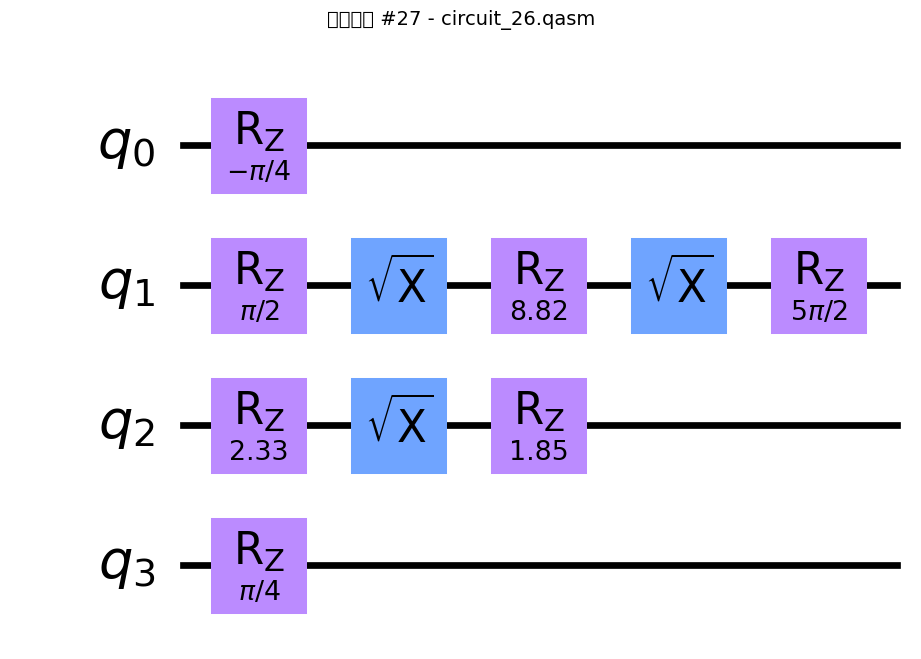 #27 - circuit_26.qasm
q0 RZ −π/4
q1 RZ π/2 √X RZ 8.82 √X RZ 5π/2
q2 RZ 2.33 √X RZ 1.85
q3 RZ π/4